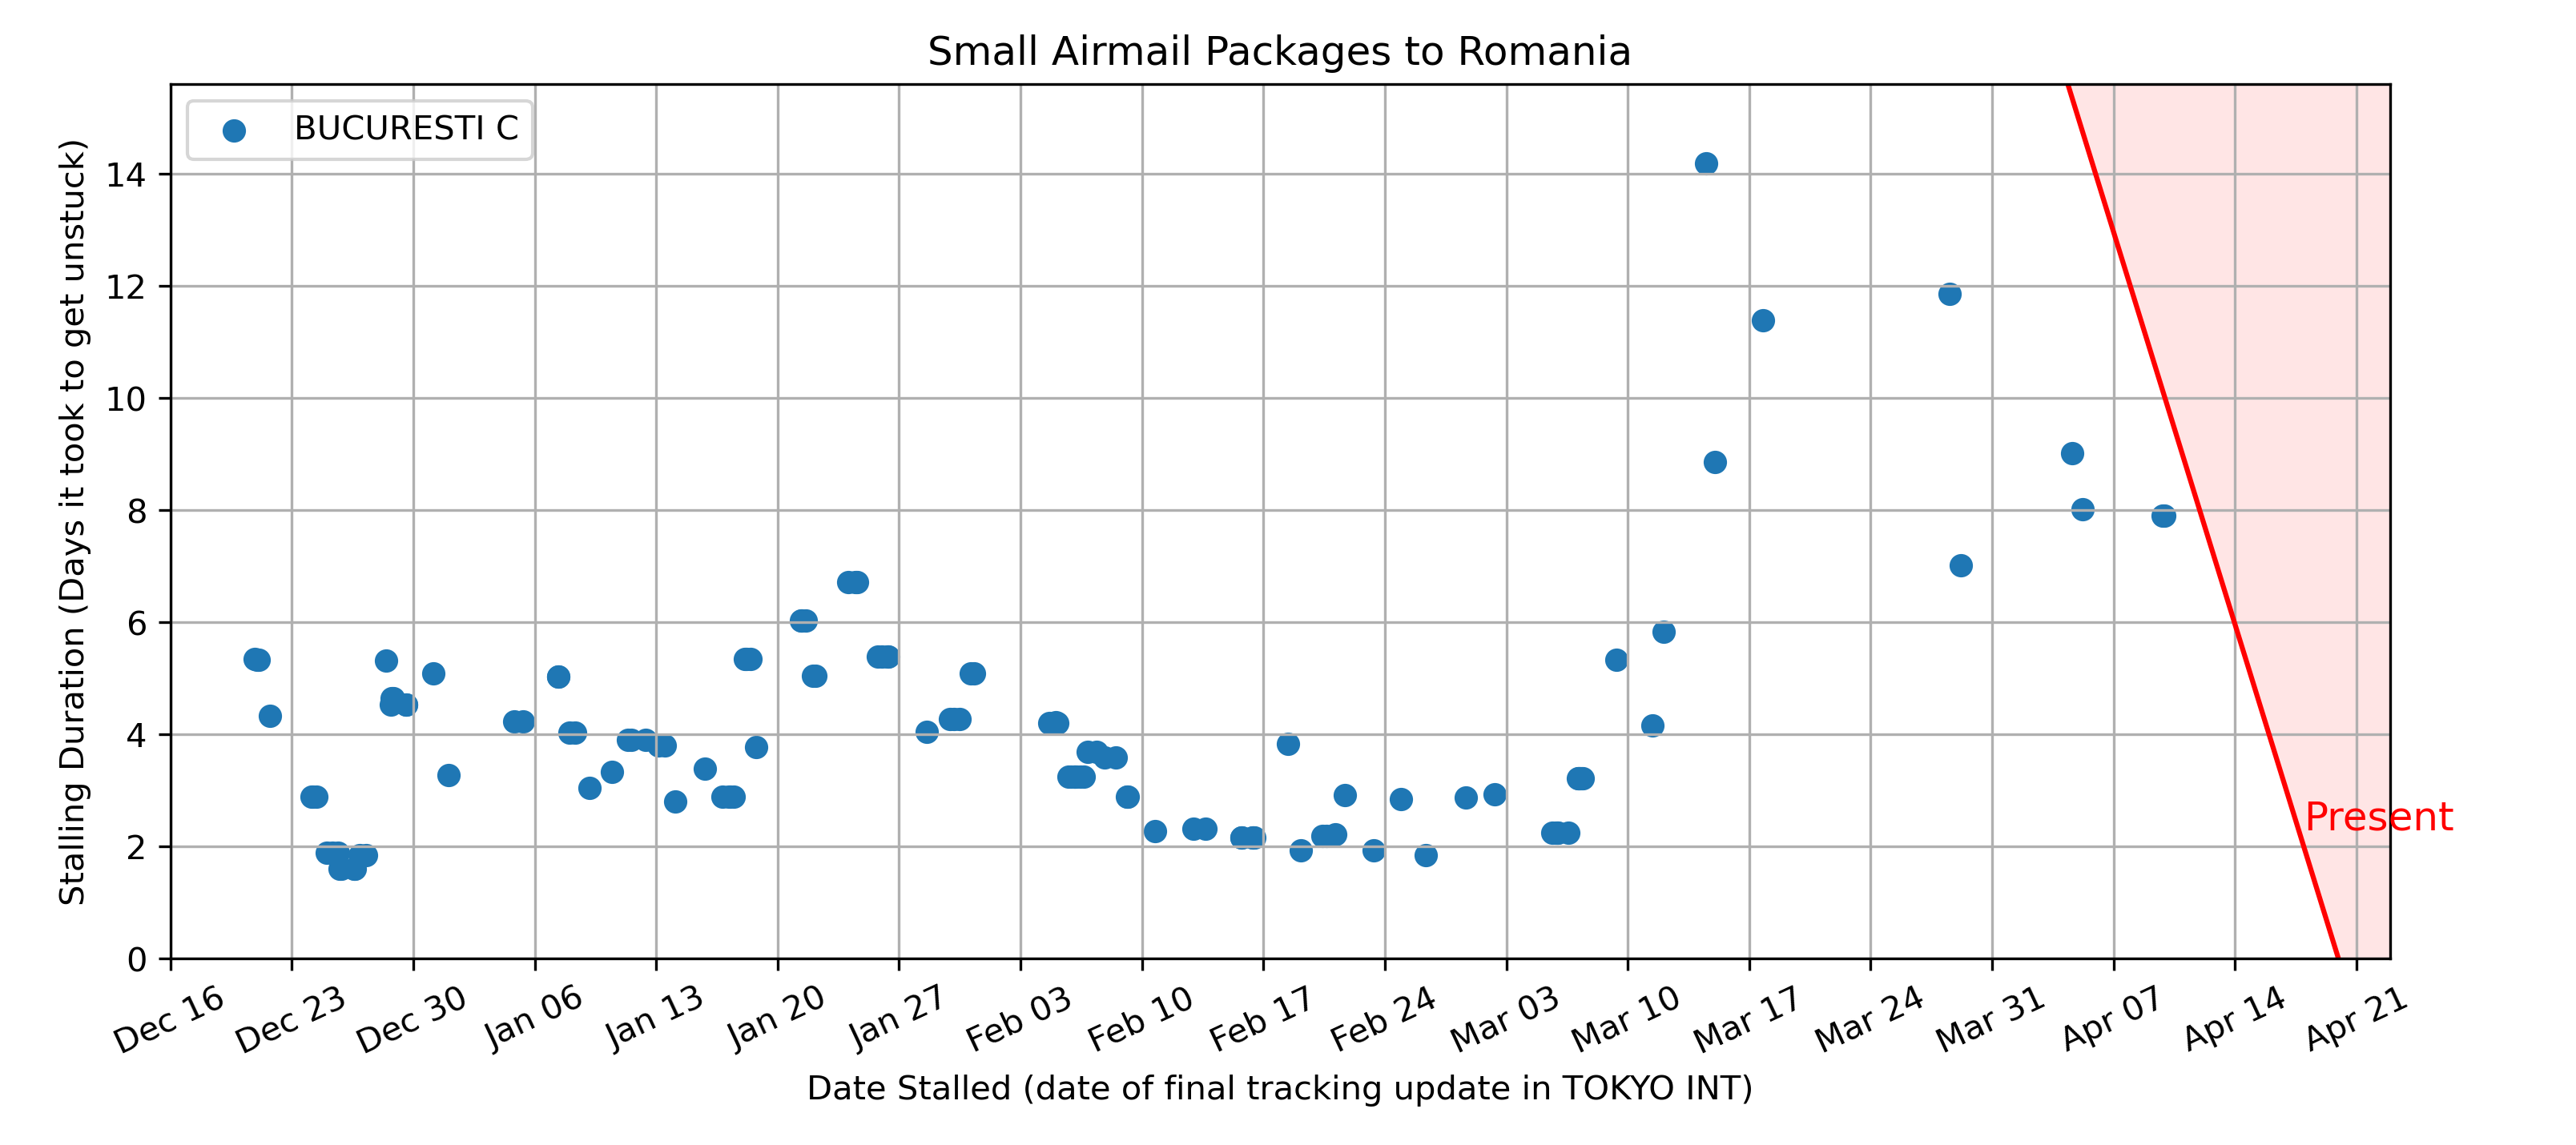 Small Airmail Packages to Romania
BUCURESTI C
Stalling Duration (Days it took to get unstuck)
14
12
10
8
6
4
2
0
Present
Dec 16
Dec 23
Dec 30
Jan 06
Jan 13
Jan 20
Jan 27
Feb 03
Feb 10
Feb 17
Feb 24
Mar 03
Mar 10
Mar 17
Mar 24
Mar 31
Apr 07
Apr 14
Apr 21
Date Stalled (date of final tracking update in TOKYO INT)